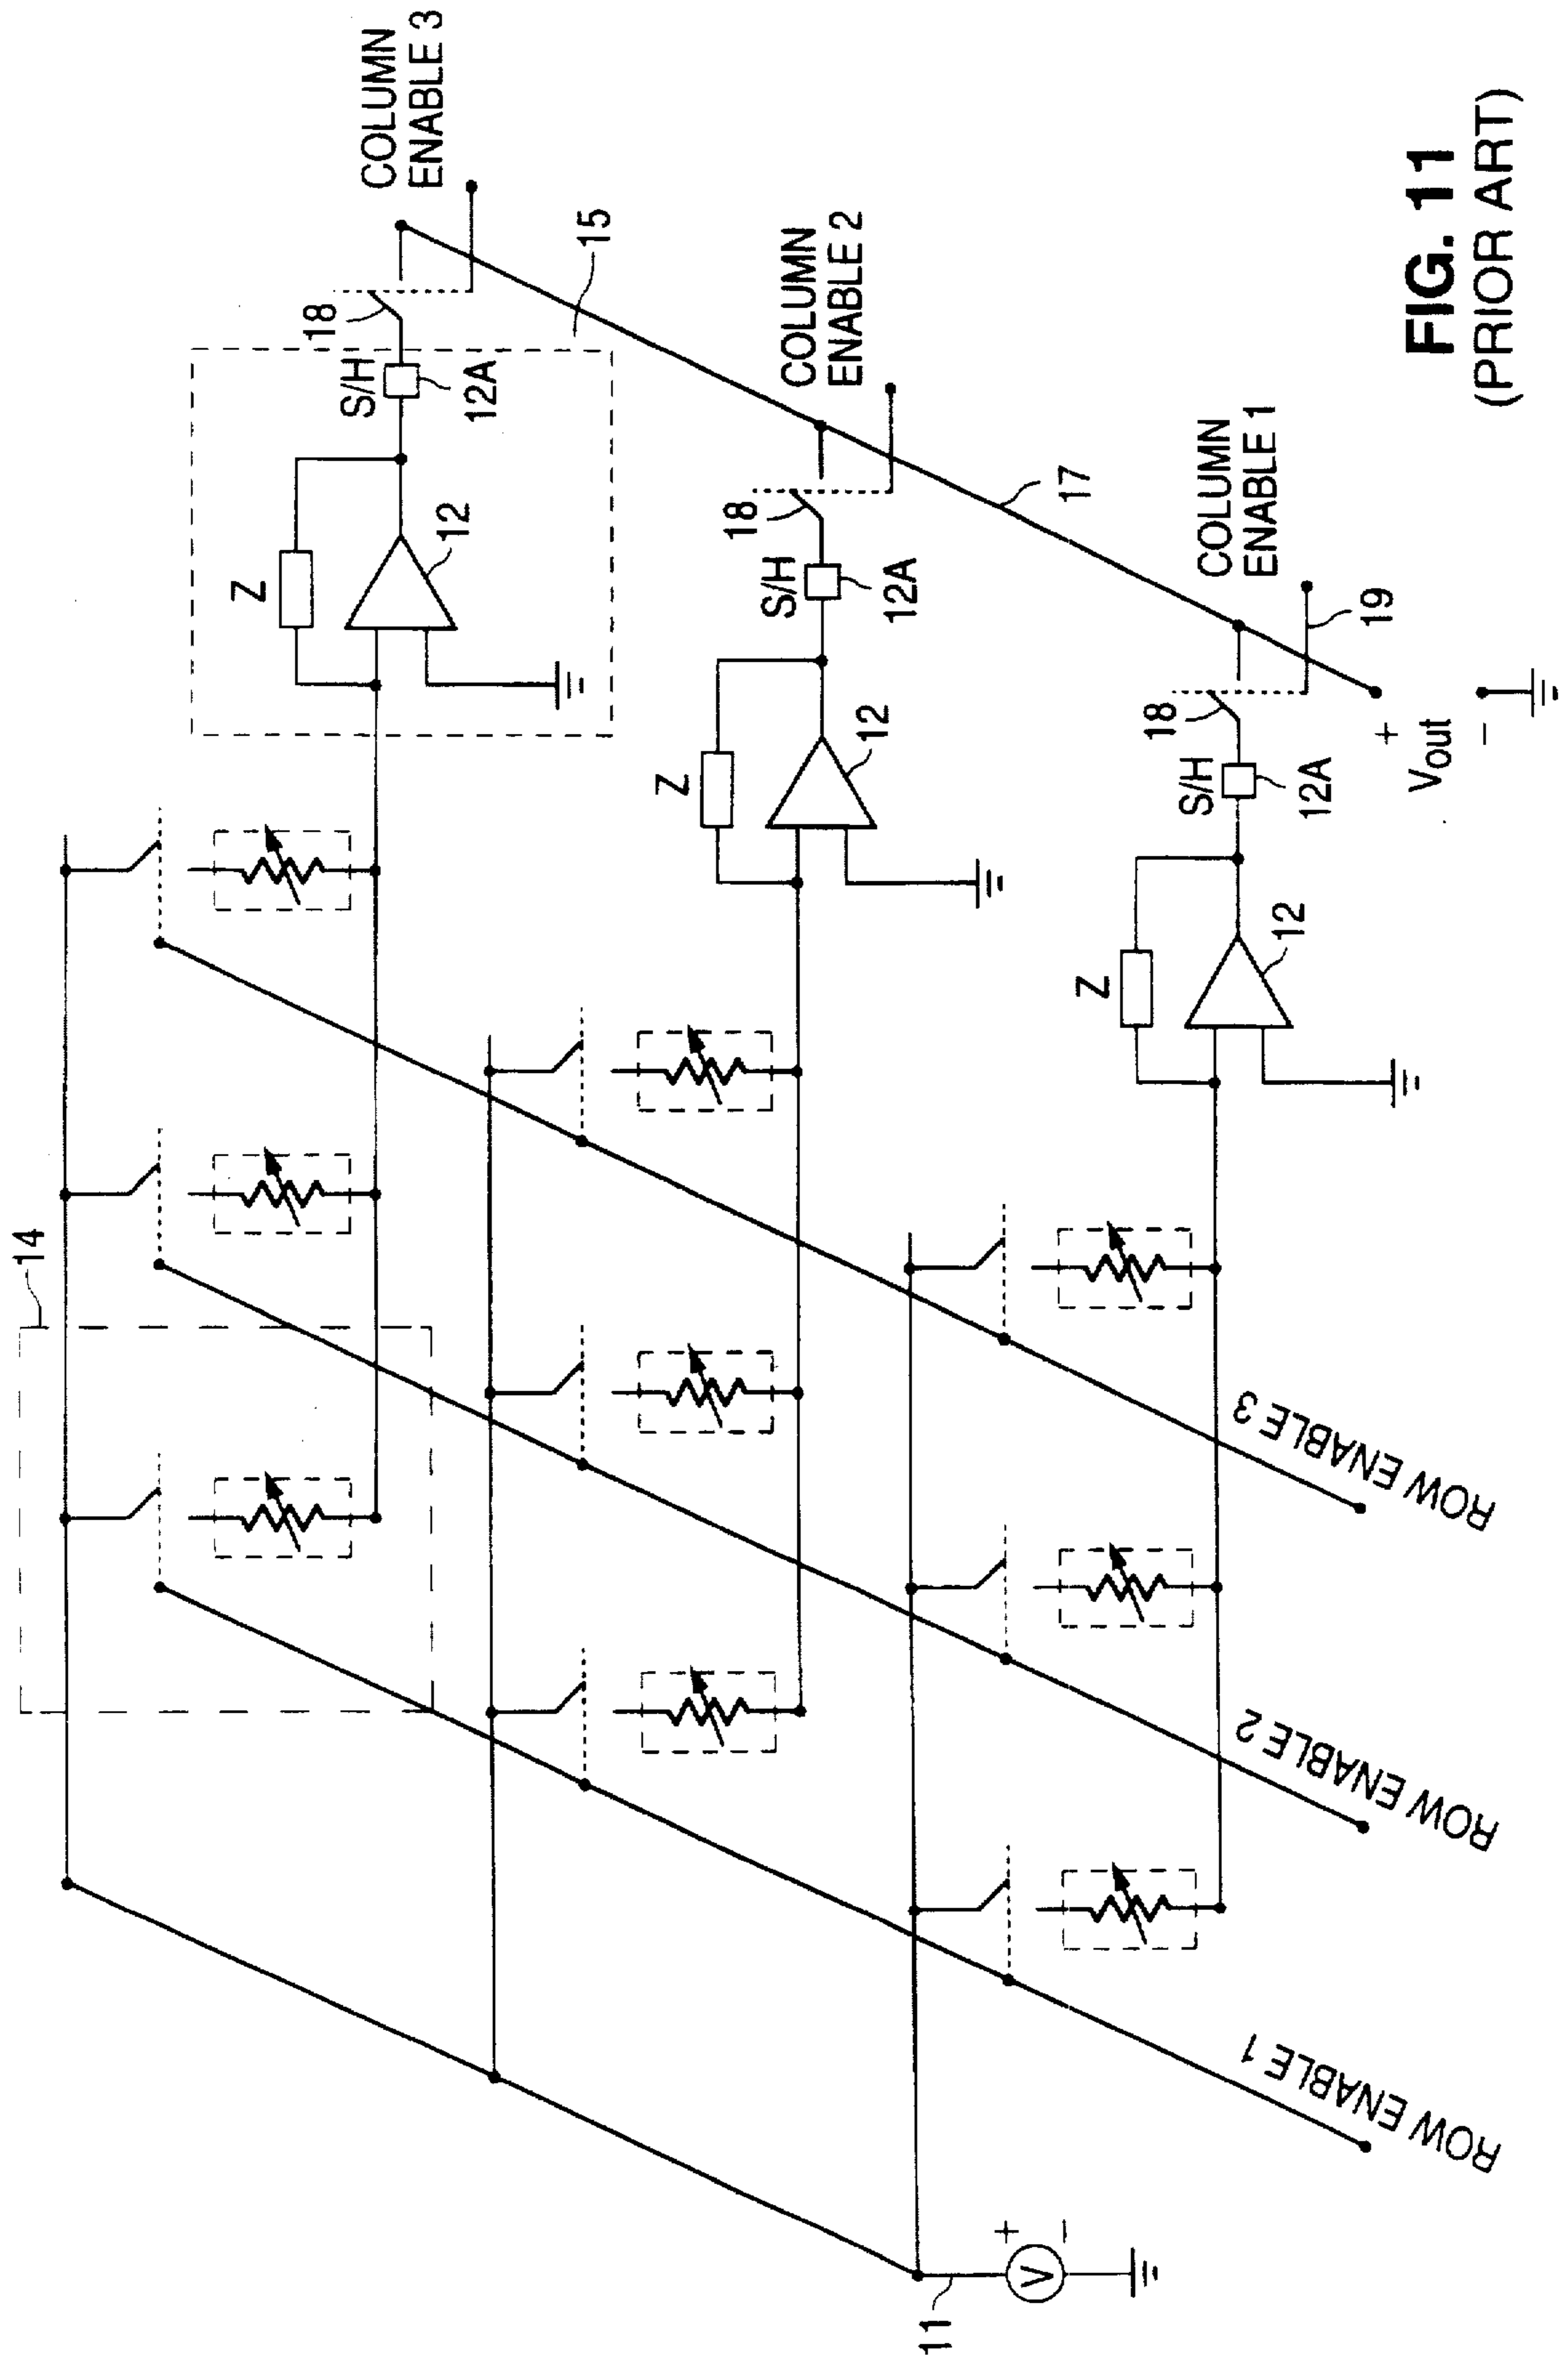 14
COLUMN
ENABLE 3
18
15
S/H
12A
Z
12
COLUMN
ENABLE 2
18
S/H
12A
Z
12
17
COLUMN
ENABLE 1
18
S/H
12A
Z
12
19
+
Vout
−
11
V
+
−
ROW ENABLE 1
ROW ENABLE 2
ROW ENABLE 3
FIG. 11
(PRIOR ART)